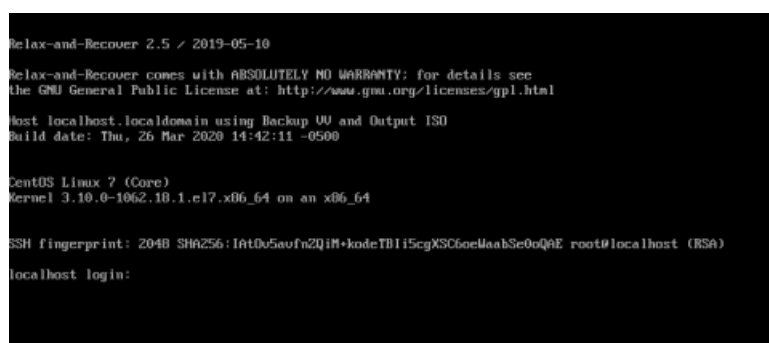 Relax-and-Recover 2.5 / 2019-05-10
Relax-and-Recover comes with ABSOLUTELY NO WARRANTY; for details see
the GNU General Public License at: http://www.gnu.org/licenses/gpl.html
Host localhost.localdomain using Backup VV and Output ISO
Build date: Thu, 26 Mar 2020 14:42:11 -0500
CentOS Linux 7 (Core)
Kernel 3.10.0-1062.18.1.el7.x86_64 on an x86_64
SSH fingerprint: 2048 root@localhost (RSA)
localhost login: